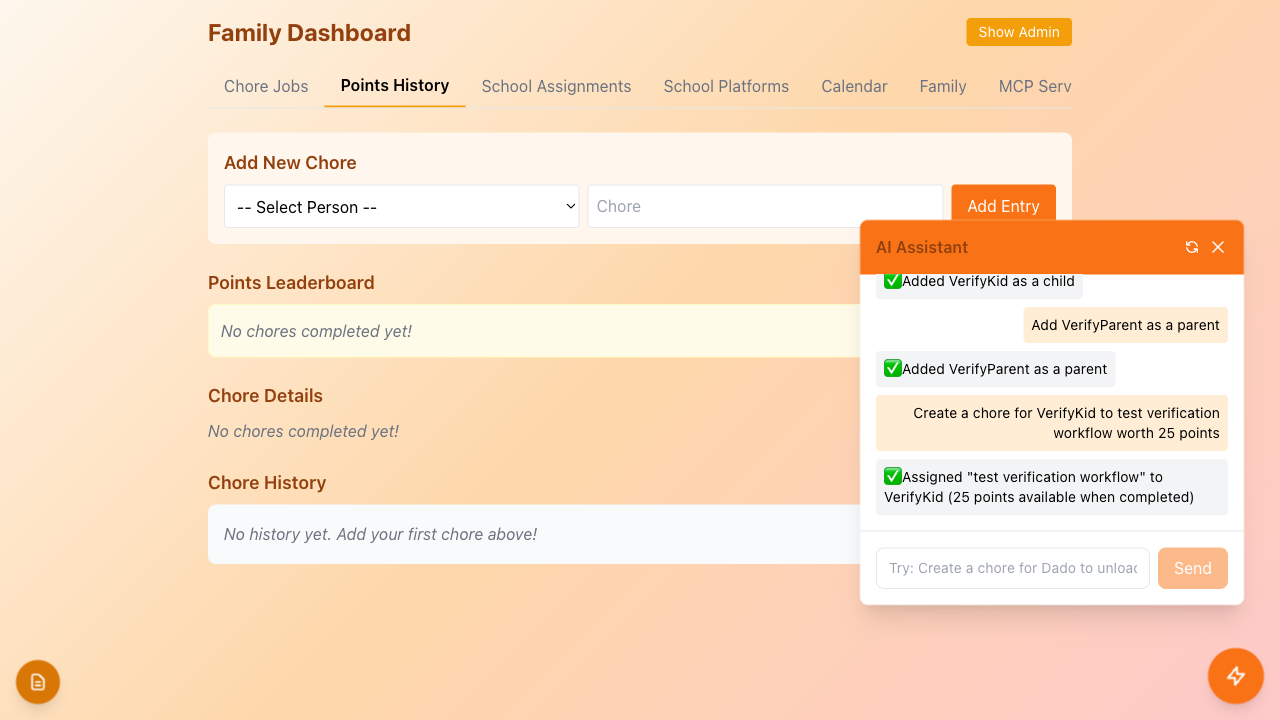 Family Dashboard
Show Admin
Chore Jobs
Points History
School Assignments
School Platforms
Calendar
Family
MCP Serv
Add New Chore
-- Select Person --
Chore
Add Entry
Points Leaderboard
No chores completed yet!
Chore Details
No chores completed yet!
Chore History
No history yet. Add your first chore above!
AI Assistant
✅Added VerifyKid as a child
Add VerifyParent as a parent
✅Added VerifyParent as a parent
Create a chore for VerifyKid to test verification
workflow worth 25 points
✅Assigned "test verification workflow" to
VerifyKid (25 points available when completed)
Try: Create a chore for Dado to unload
Send